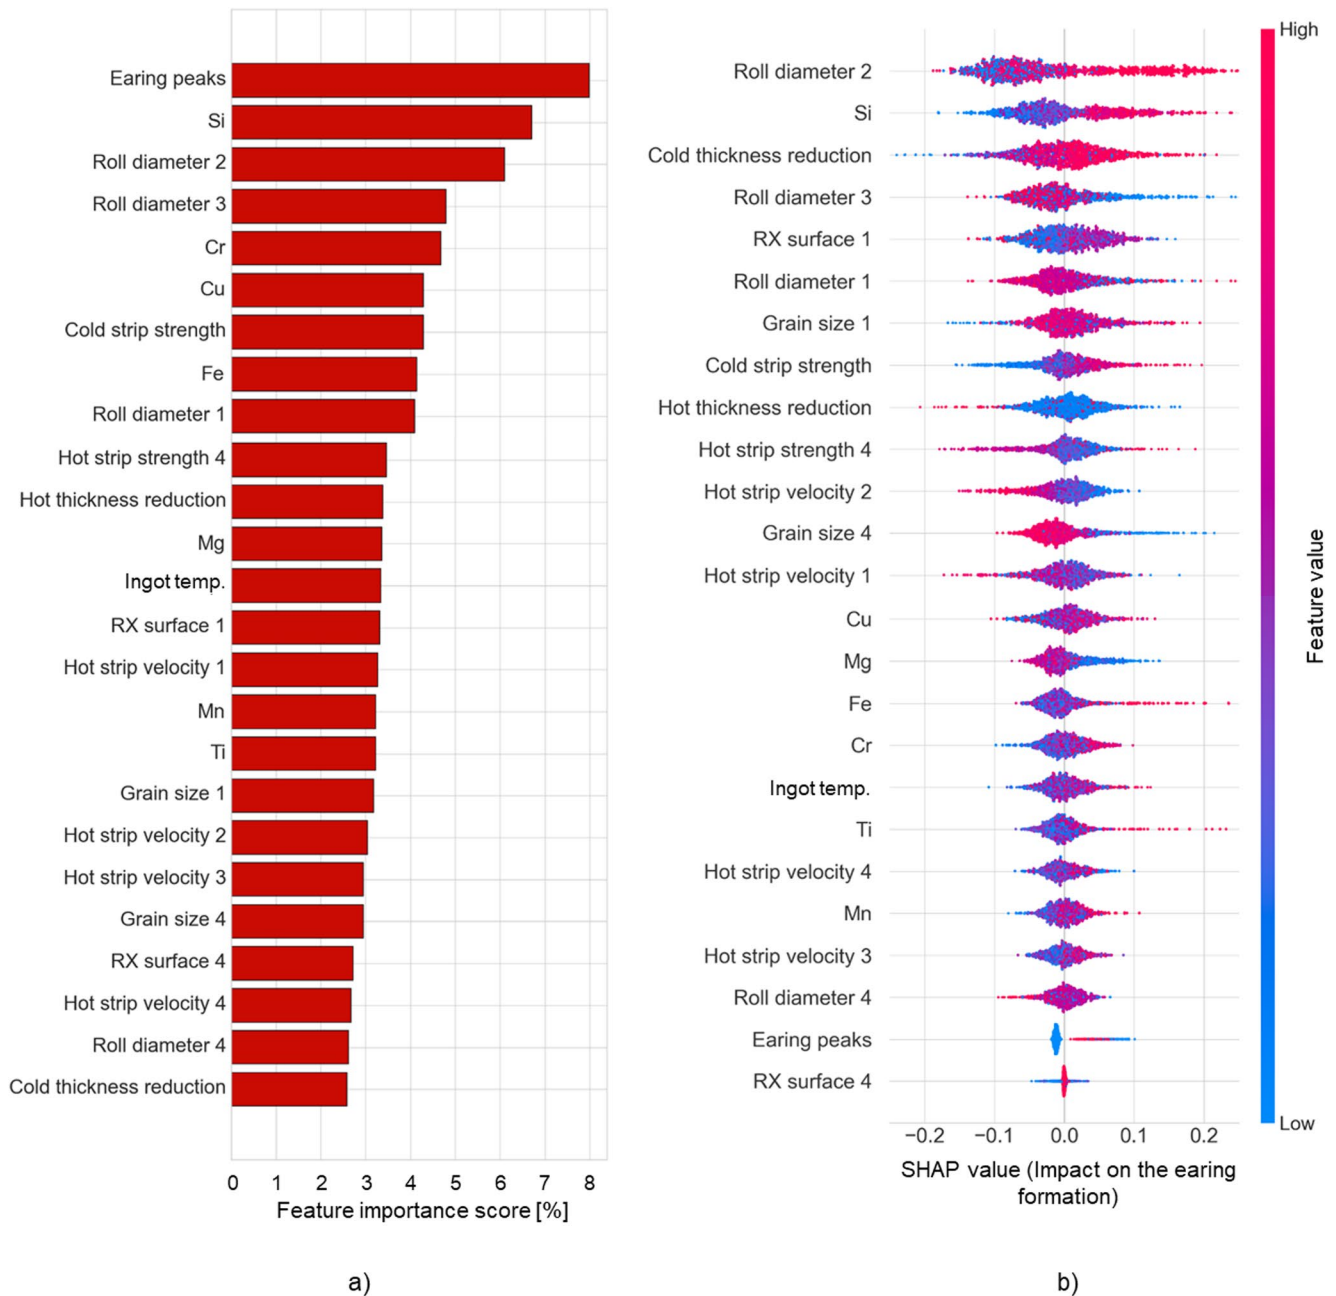 Earing peaks
Si
Roll diameter 2
Roll diameter 3
Cr
Cu
Cold strip strength
Fe
Roll diameter 1
Hot strip strength 4
Hot thickness reduction
Mg
Ingot temp.
RX surface 1
Hot strip velocity 1
Mn
Ti
Grain size 1
Hot strip velocity 2
Hot strip velocity 3
Grain size 4
RX surface 4
Hot strip velocity 4
Roll diameter 4
Cold thickness reduction
0 1 2 3 4 5 6 7 8
Feature importance score [%]
a)
Roll diameter 2
Si
Cold thickness reduction
Roll diameter 3
RX surface 1
Roll diameter 1
Grain size 1
Cold strip strength
Hot thickness reduction
Hot strip strength 4
Hot strip velocity 2
Grain size 4
Hot strip velocity 1
Cu
Mg
Fe
Cr
Ingot temp.
Ti
Hot strip velocity 4
Mn
Hot strip velocity 3
Roll diameter 4
Earing peaks
RX surface 4
−0.2 −0.1 0.0 0.1 0.2
SHAP value (Impact on the earing
formation)
High
Feature value
Low
b)